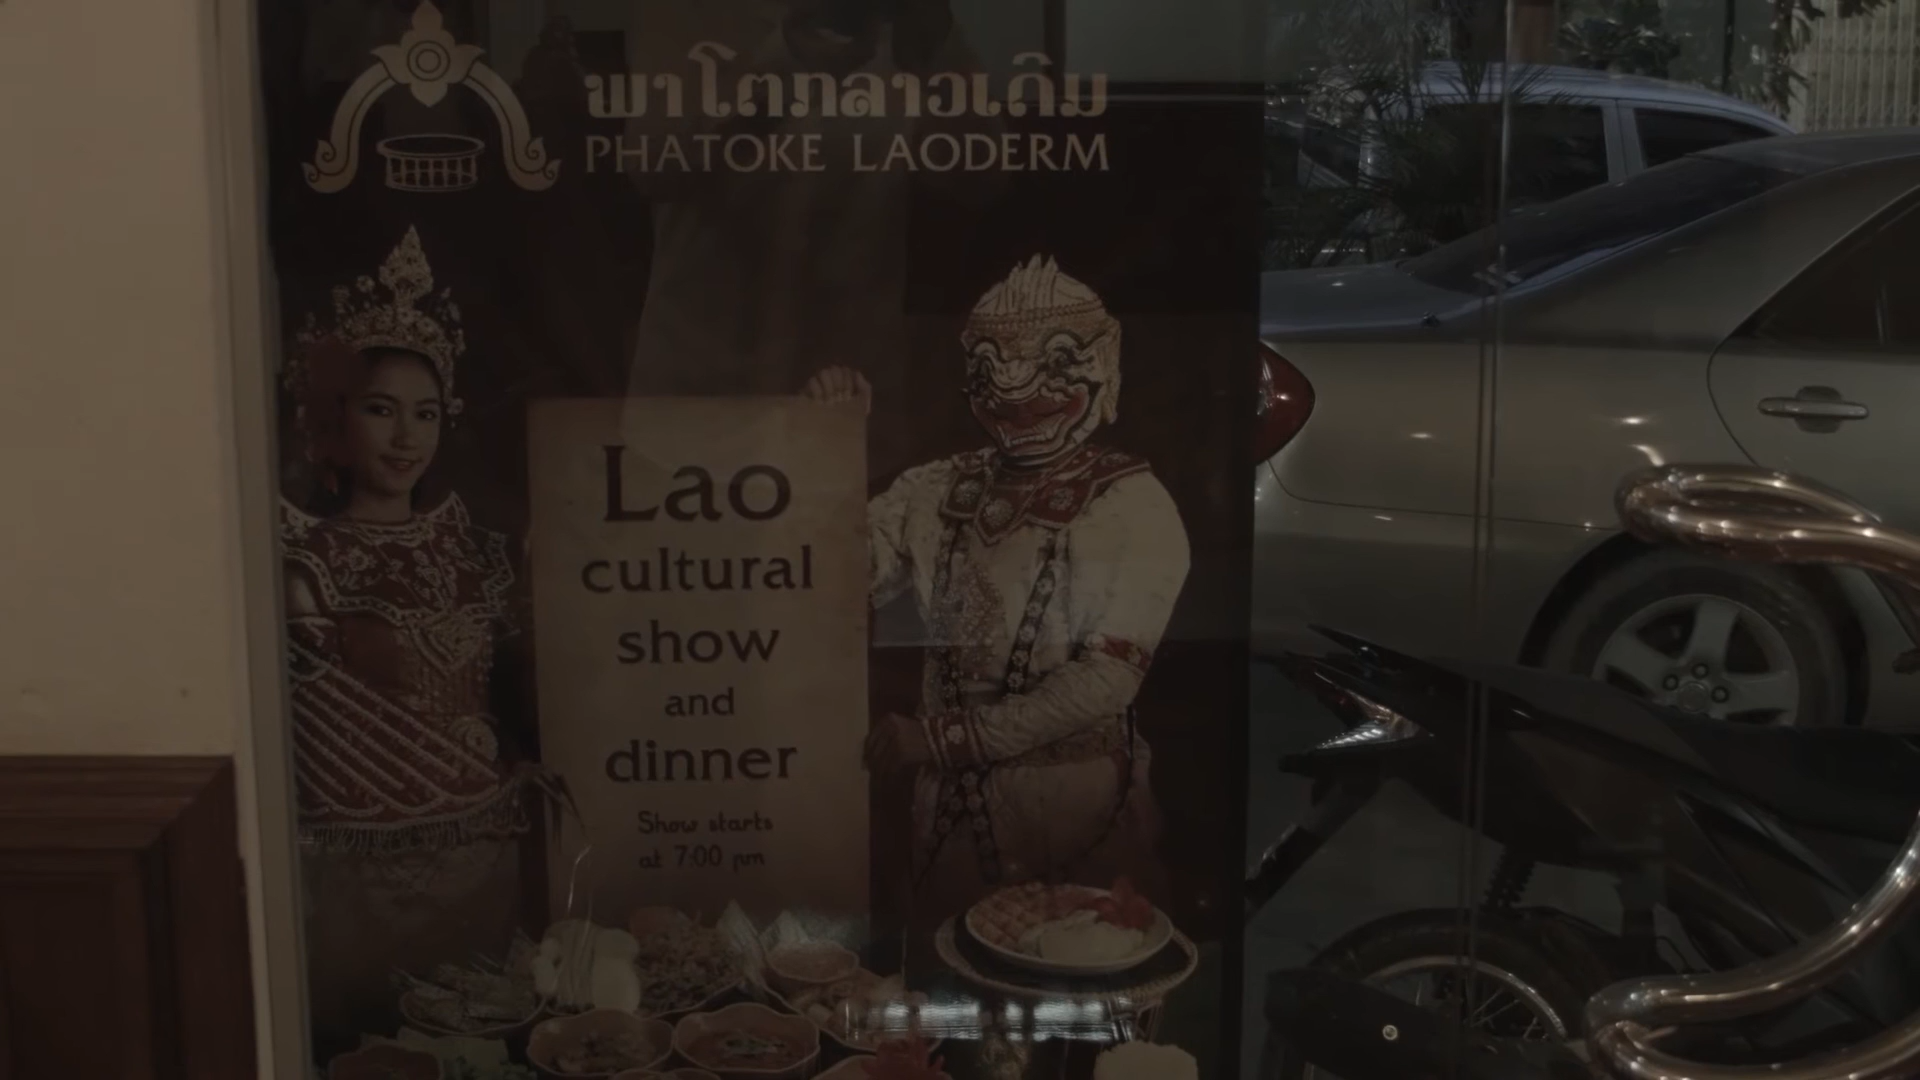 ພາໂຕກລາວເດີມ
PHATOKE LAODERM
Lao
cultural
show
and
dinner
Show starts
at 7:00 pm